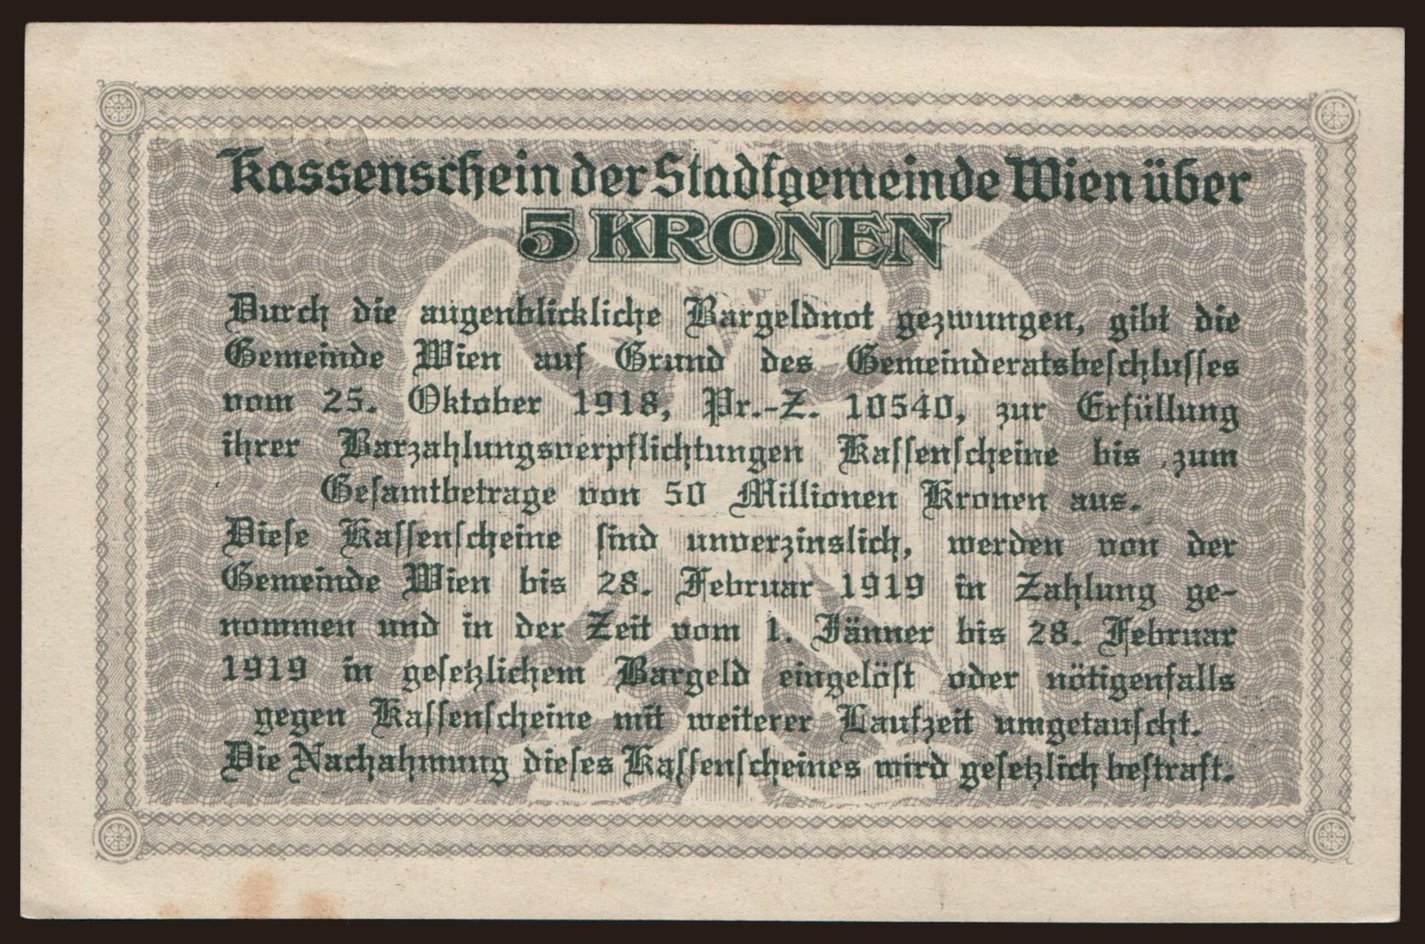 Kassenschein der Stadtgemeinde Wien über
5 KRONEN
Durch die augenblickliche Bargeldnot gezwungen, gibt die
Gemeinde Wien auf Grund des Gemeinderatsbeschlusses
vom 25. Oktober 1918, Pr.-Z. 10540, zur Erfüllung
ihrer Barzahlungsverpflichtungen Kassenscheine bis zum
Gesamtbetrage von 50 Millionen Kronen aus.
Diese Kassenscheine sind unverzinslich, werden von der
Gemeinde Wien bis 28. Februar 1919 in Zahlung ge-
nommen und in der Zeit vom 1. Jänner bis 28. Februar
1919 in gesetzlichem Bargeld eingelöst oder nötigenfalls
gegen Kassenscheine mit weiterer Laufzeit umgetauscht.
Die Nachahmung dieses Kassenscheines wird gesetzlich bestraft.